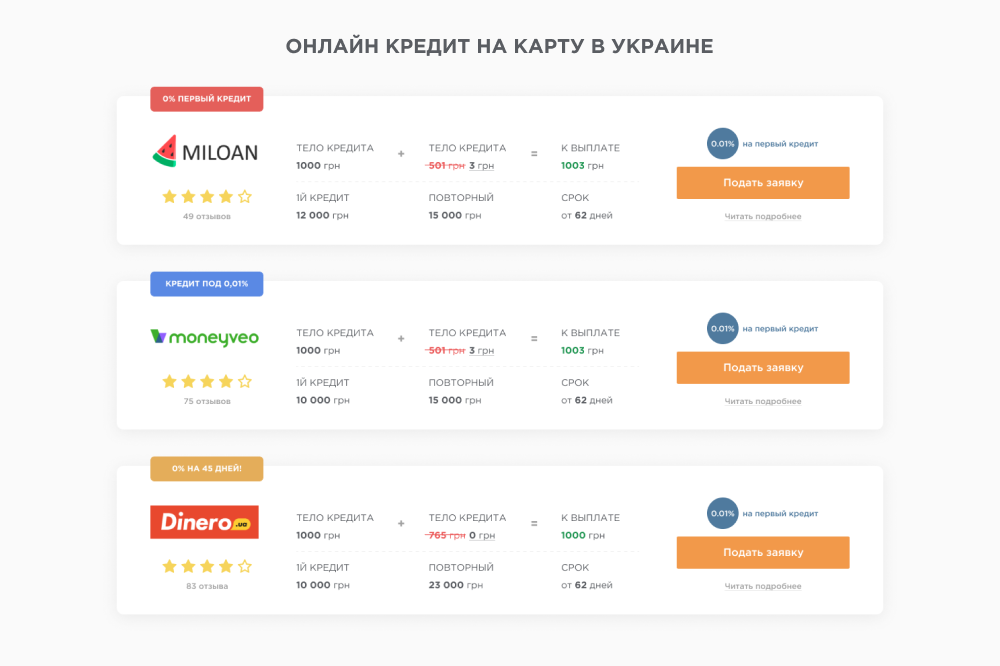 ОНЛАЙН КРЕДИТ НА КАРТУ В УКРАИНЕ
0% ПЕРВЫЙ КРЕДИТ
MILOAN
49 отзывов
ТЕЛО КРЕДИТА + ТЕЛО КРЕДИТА = К ВЫПЛАТЕ
1000 грн 501 грн 3 грн 1003 грн
1Й КРЕДИТ ПОВТОРНЫЙ СРОК
12 000 грн 15 000 грн от 62 дней
0.01% на первый кредит
Подать заявку
Читать подробнее
КРЕДИТ ПОД 0,01%
moneyveo
75 отзывов
ТЕЛО КРЕДИТА + ТЕЛО КРЕДИТА = К ВЫПЛАТЕ
1000 грн 501 грн 3 грн 1003 грн
1Й КРЕДИТ ПОВТОРНЫЙ СРОК
10 000 грн 15 000 грн от 62 дней
0.01% на первый кредит
Подать заявку
Читать подробнее
0% НА 45 ДНЕЙ!
Dinero.ua
83 отзыва
ТЕЛО КРЕДИТА + ТЕЛО КРЕДИТА = К ВЫПЛАТЕ
1000 грн 765 грн 0 грн 1000 грн
1Й КРЕДИТ ПОВТОРНЫЙ СРОК
10 000 грн 23 000 грн от 62 дней
0.01% на первый кредит
Подать заявку
Читать подробнее